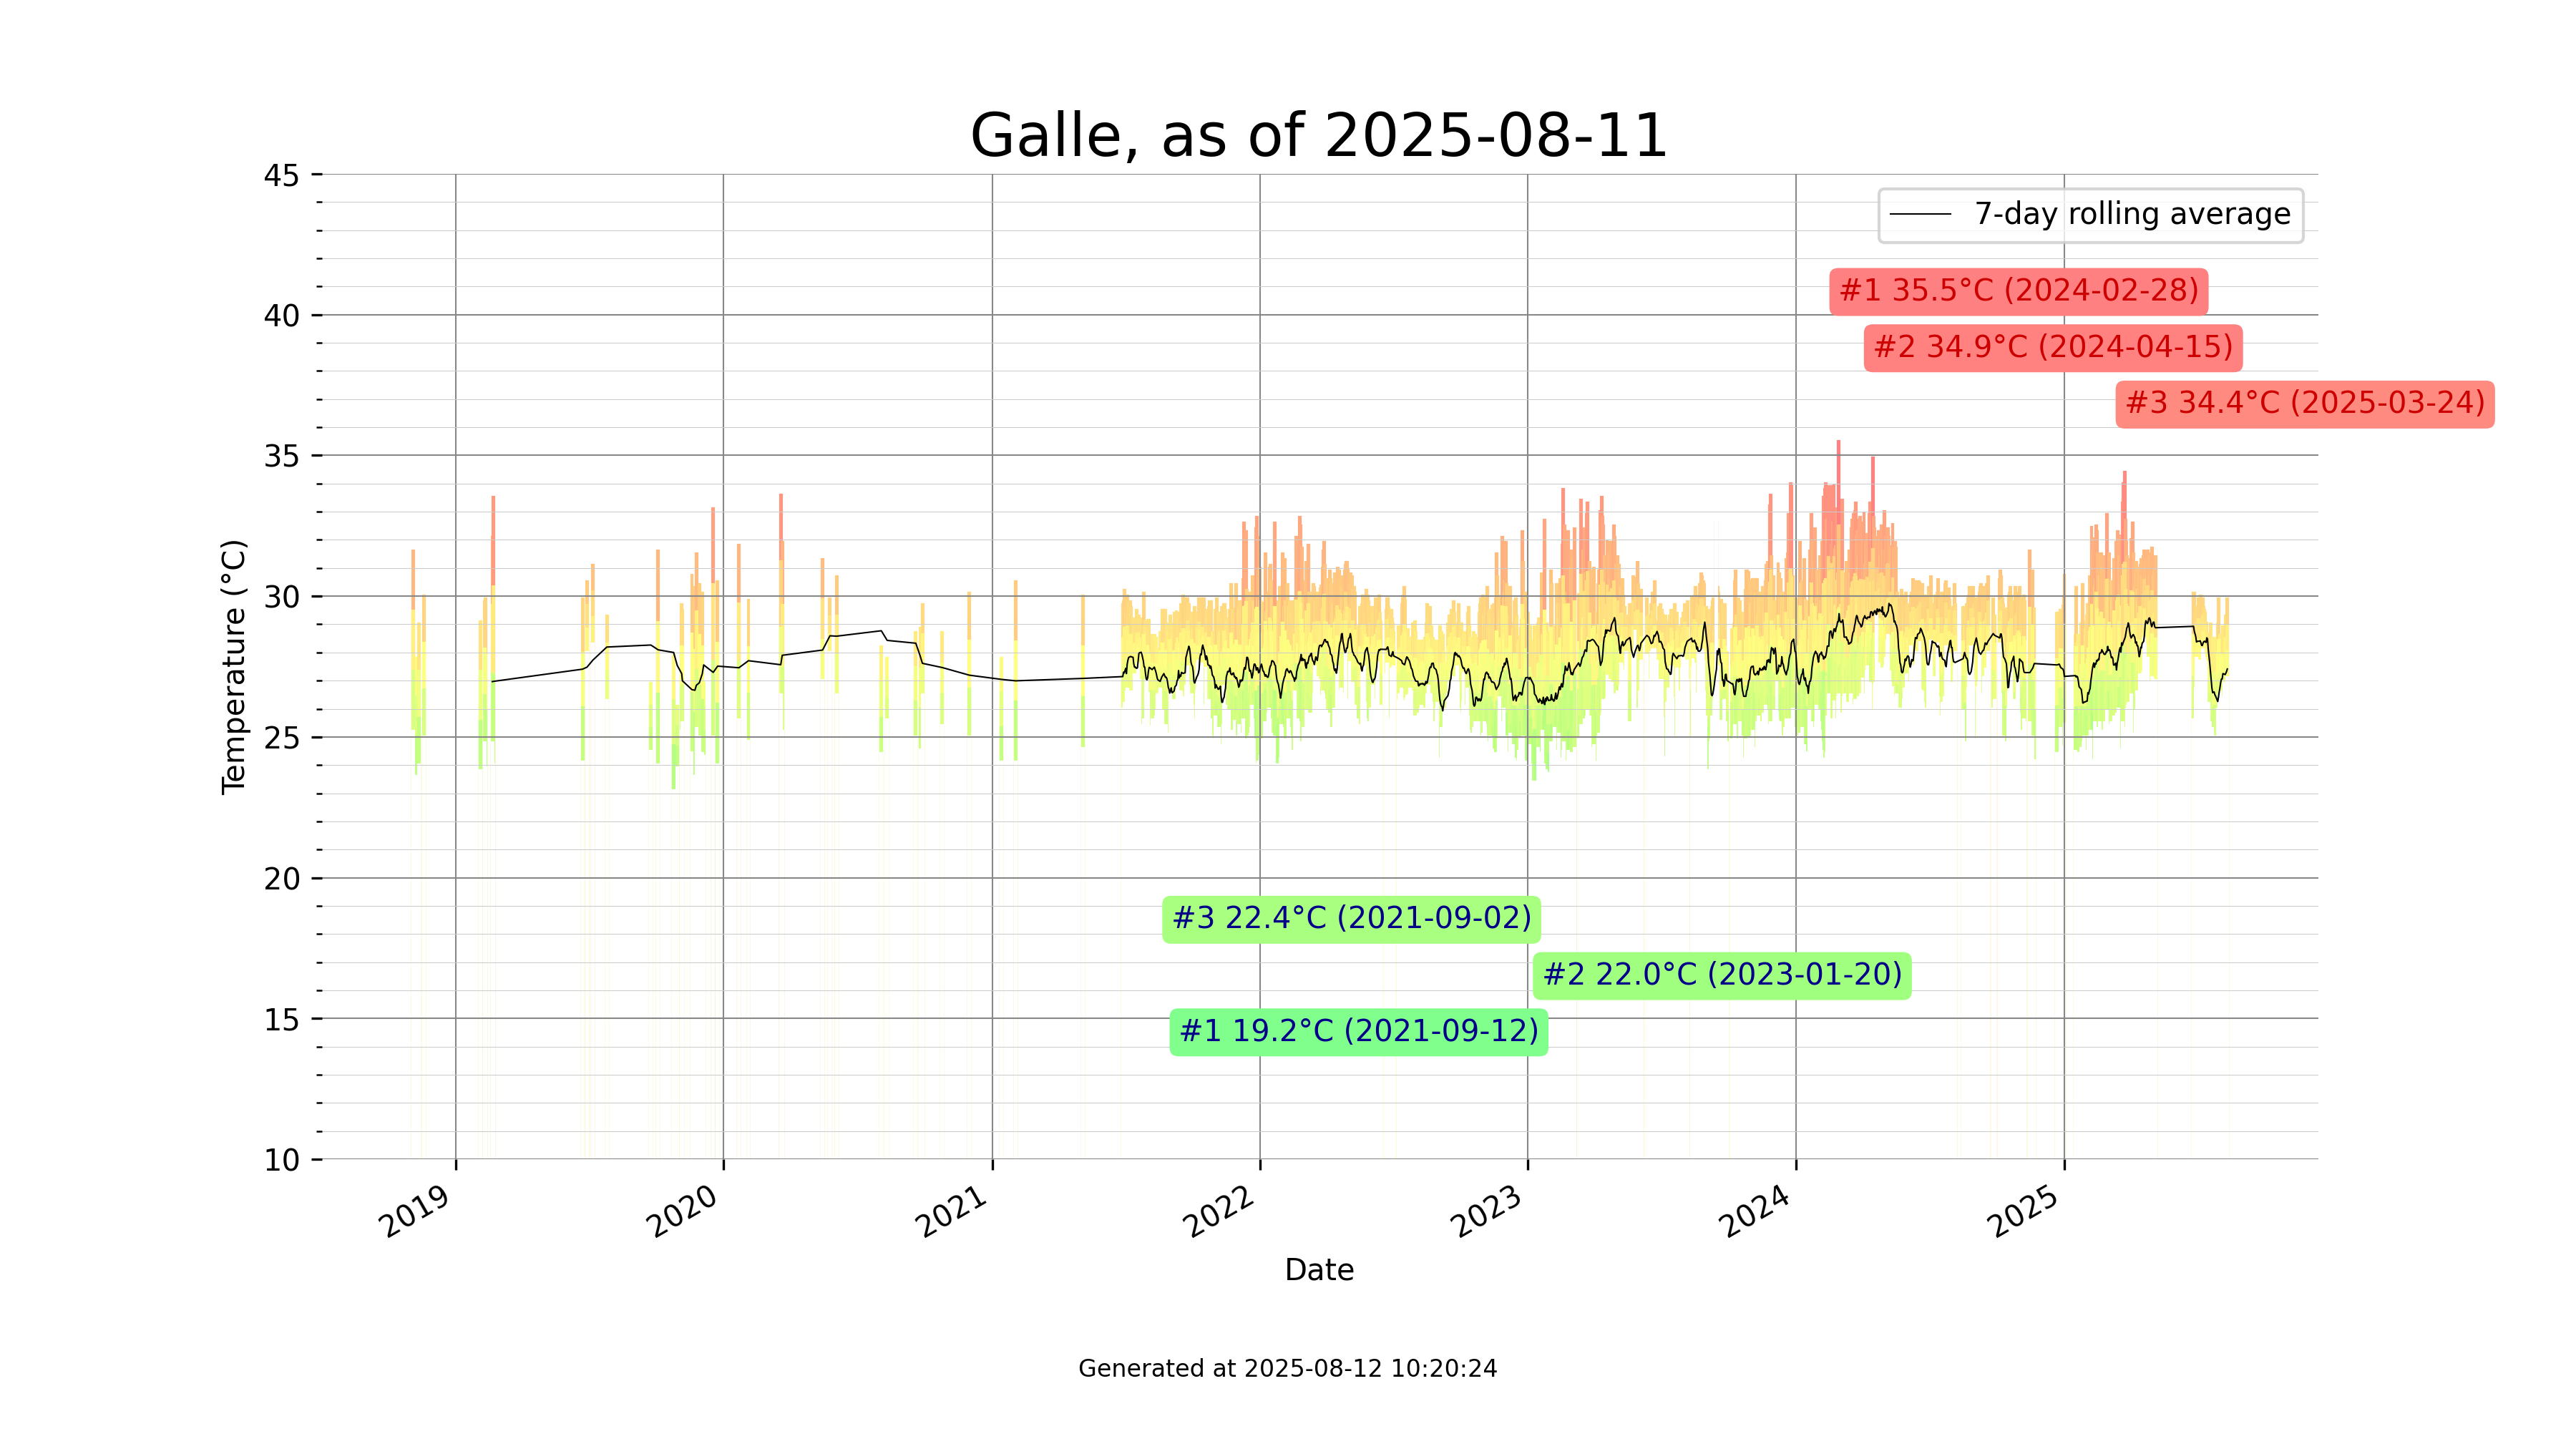 Galle, as of 2025-08-11
7-day rolling average
#1 35.5°C (2024-02-28)
#2 34.9°C (2024-04-15)
#3 34.4°C (2025-03-24)
45
40
35
30
25
20
15
10
Temperature (°C)
#3 22.4°C (2021-09-02)
#2 22.0°C (2023-01-20)
#1 19.2°C (2021-09-12)
2019
2020
2021
2022
2023
2024
2025
Date
Generated at 2025-08-12 10:20:24